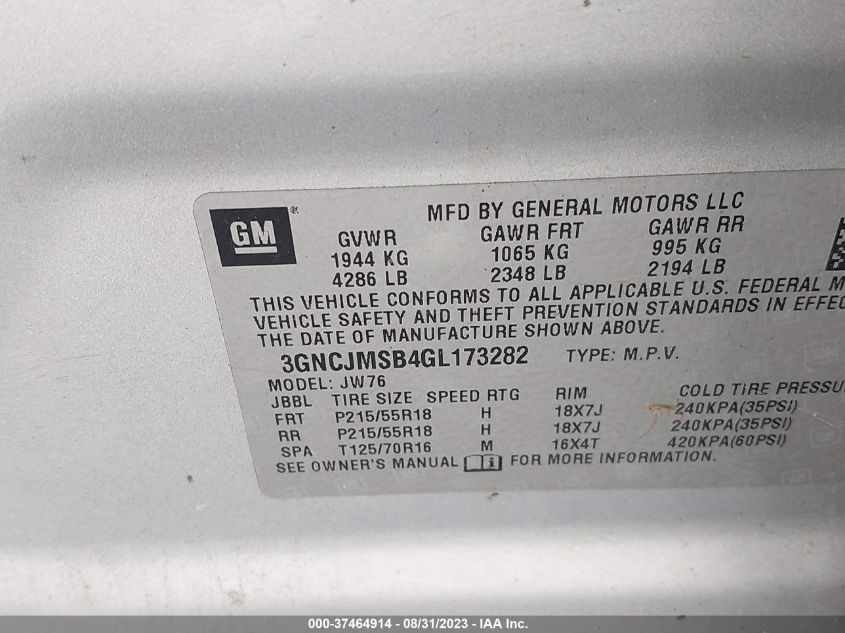 GM ®
MFD BY GENERAL MOTORS LLC
GVWR GAWR FRT GAWR RR
1944 KG 1065 KG 995 KG
4286 LB 2348 LB 2194 LB
THIS VEHICLE CONFORMS TO ALL APPLICABLE U.S. FEDERAL M
VEHICLE SAFETY AND THEFT PREVENTION STANDARDS IN EFFEC
THE DATE OF MANUFACTURE SHOWN ABOVE.
3GNCJMSB4GL173282 TYPE: M.P.V.
MODEL: JW76
JBBL TIRE SIZE SPEED RTG RIM COLD TIRE PRESSU
FRT P215/55R18 H 18X7J 240KPA(35PSI)
RR P215/55R18 H 18X7J 240KPA(35PSI)
SPA T125/70R16 M 16X4T 420KPA(60PSI)
SEE OWNER'S MANUAL FOR MORE INFORMATION.
000-37464914 - 08/31/2023 - IAA Inc.